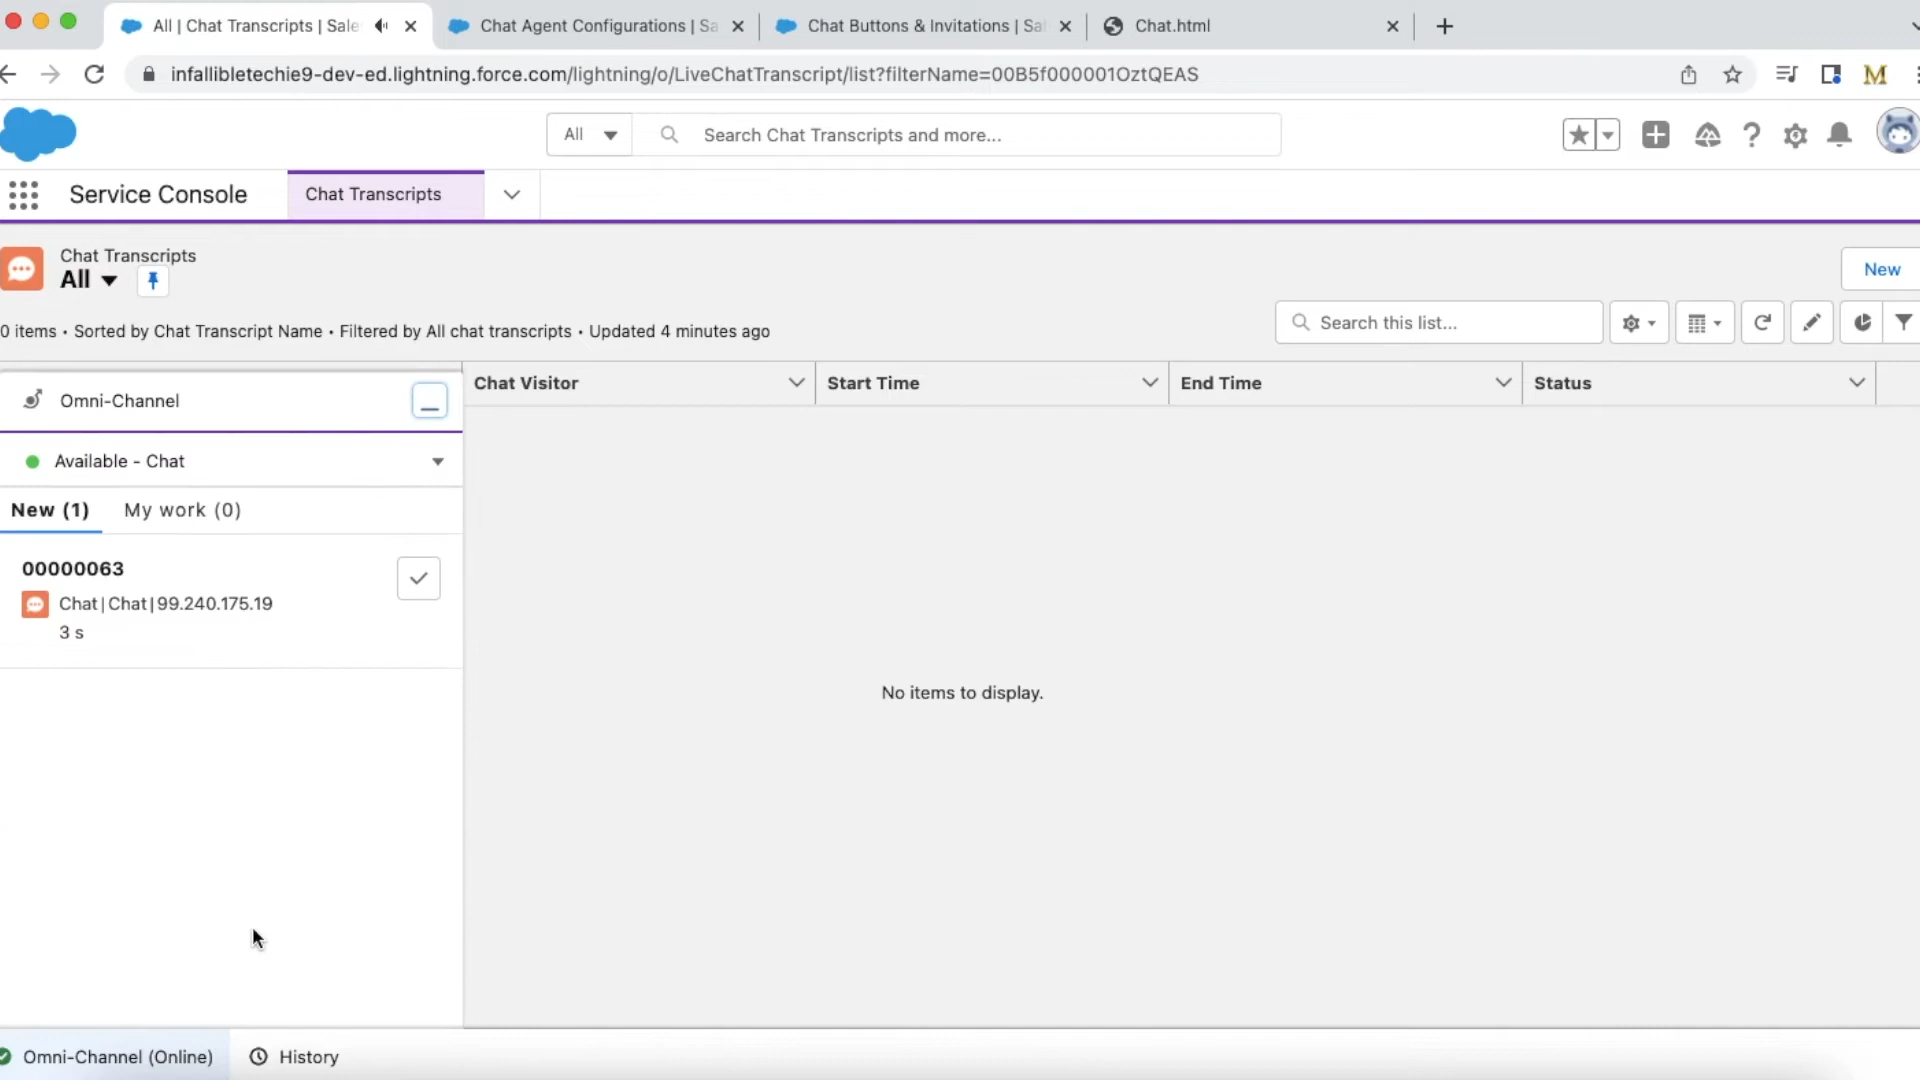 All | Chat Transcripts | Sale
Chat Agent Configurations | Sa
Chat Buttons & Invitations | Sal
Chat.html
infallibletechie9-dev-ed.lightning.force.com/lightning/o/LiveChatTranscript/list?filterName=00B5f000001OztQEAS
M
All
Search Chat Transcripts and more...
Service Console
Chat Transcripts
Chat Transcripts
All
New
0 items • Sorted by Chat Transcript Name • Filtered by All chat transcripts • Updated 4 minutes ago
Search this list...
Omni-Channel
Chat Visitor
Start Time
End Time
Status
Available - Chat
New (1)
My work (0)
00000063
Chat|Chat|99.240.175.19
3 s
No items to display.
Omni-Channel (Online)
History